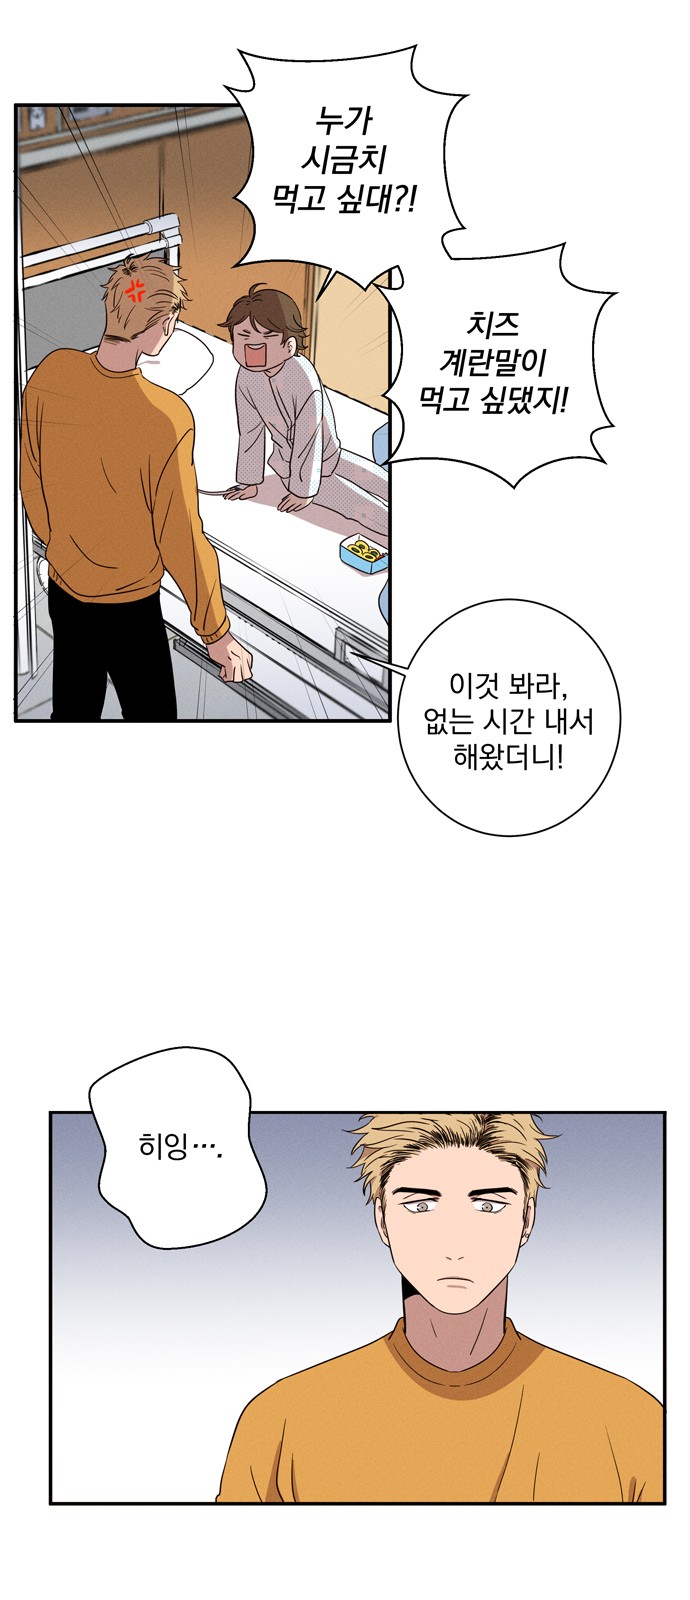 누가
시금치
먹고 싶대?!
치즈
계란말이
먹고 싶댔지!
이것 봐라,
없는 시간 내서
해왔더니!
히잉….